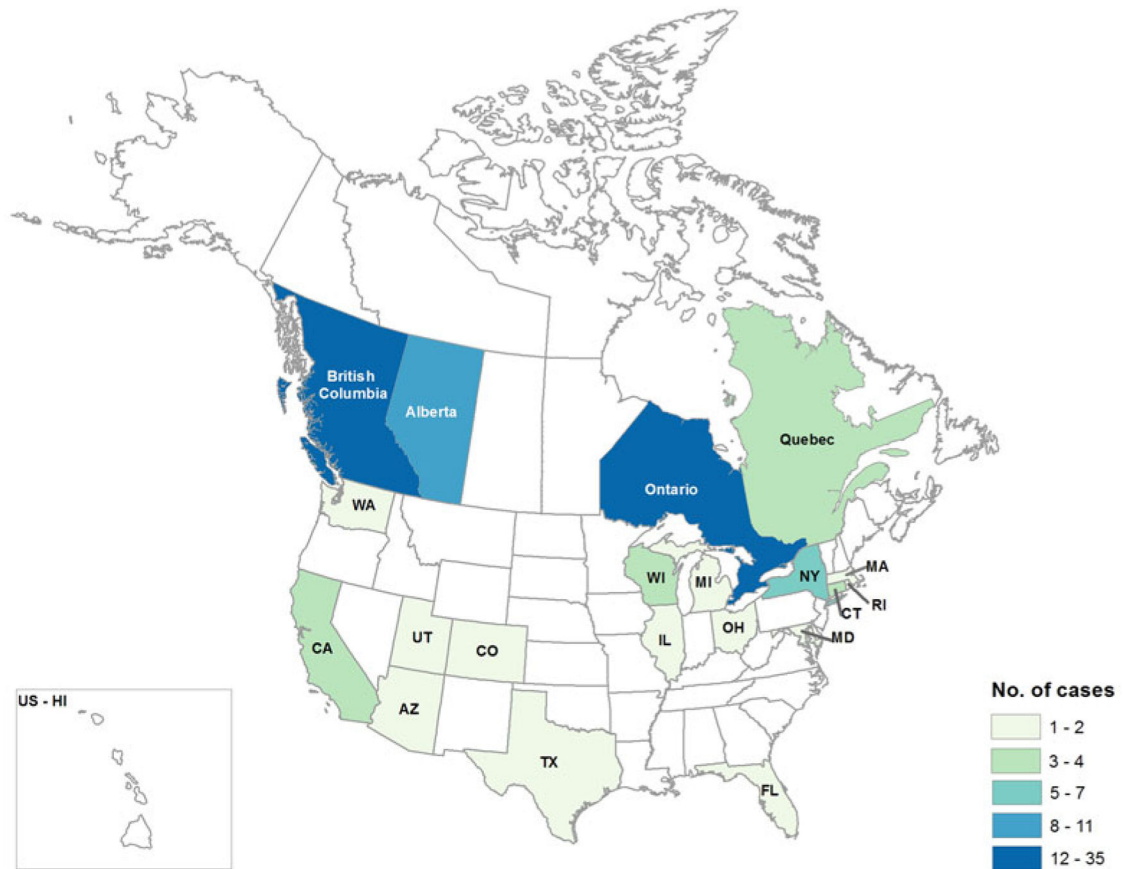 British
Columbia
Alberta
Quebec
Ontario
WA
WI
MI
NY
MA
RI
CT
MD
OH
IL
CA
UT
CO
AZ
TX
FL
US - HI
No. of cases
1 - 2
3 - 4
5 - 7
8 - 11
12 - 35